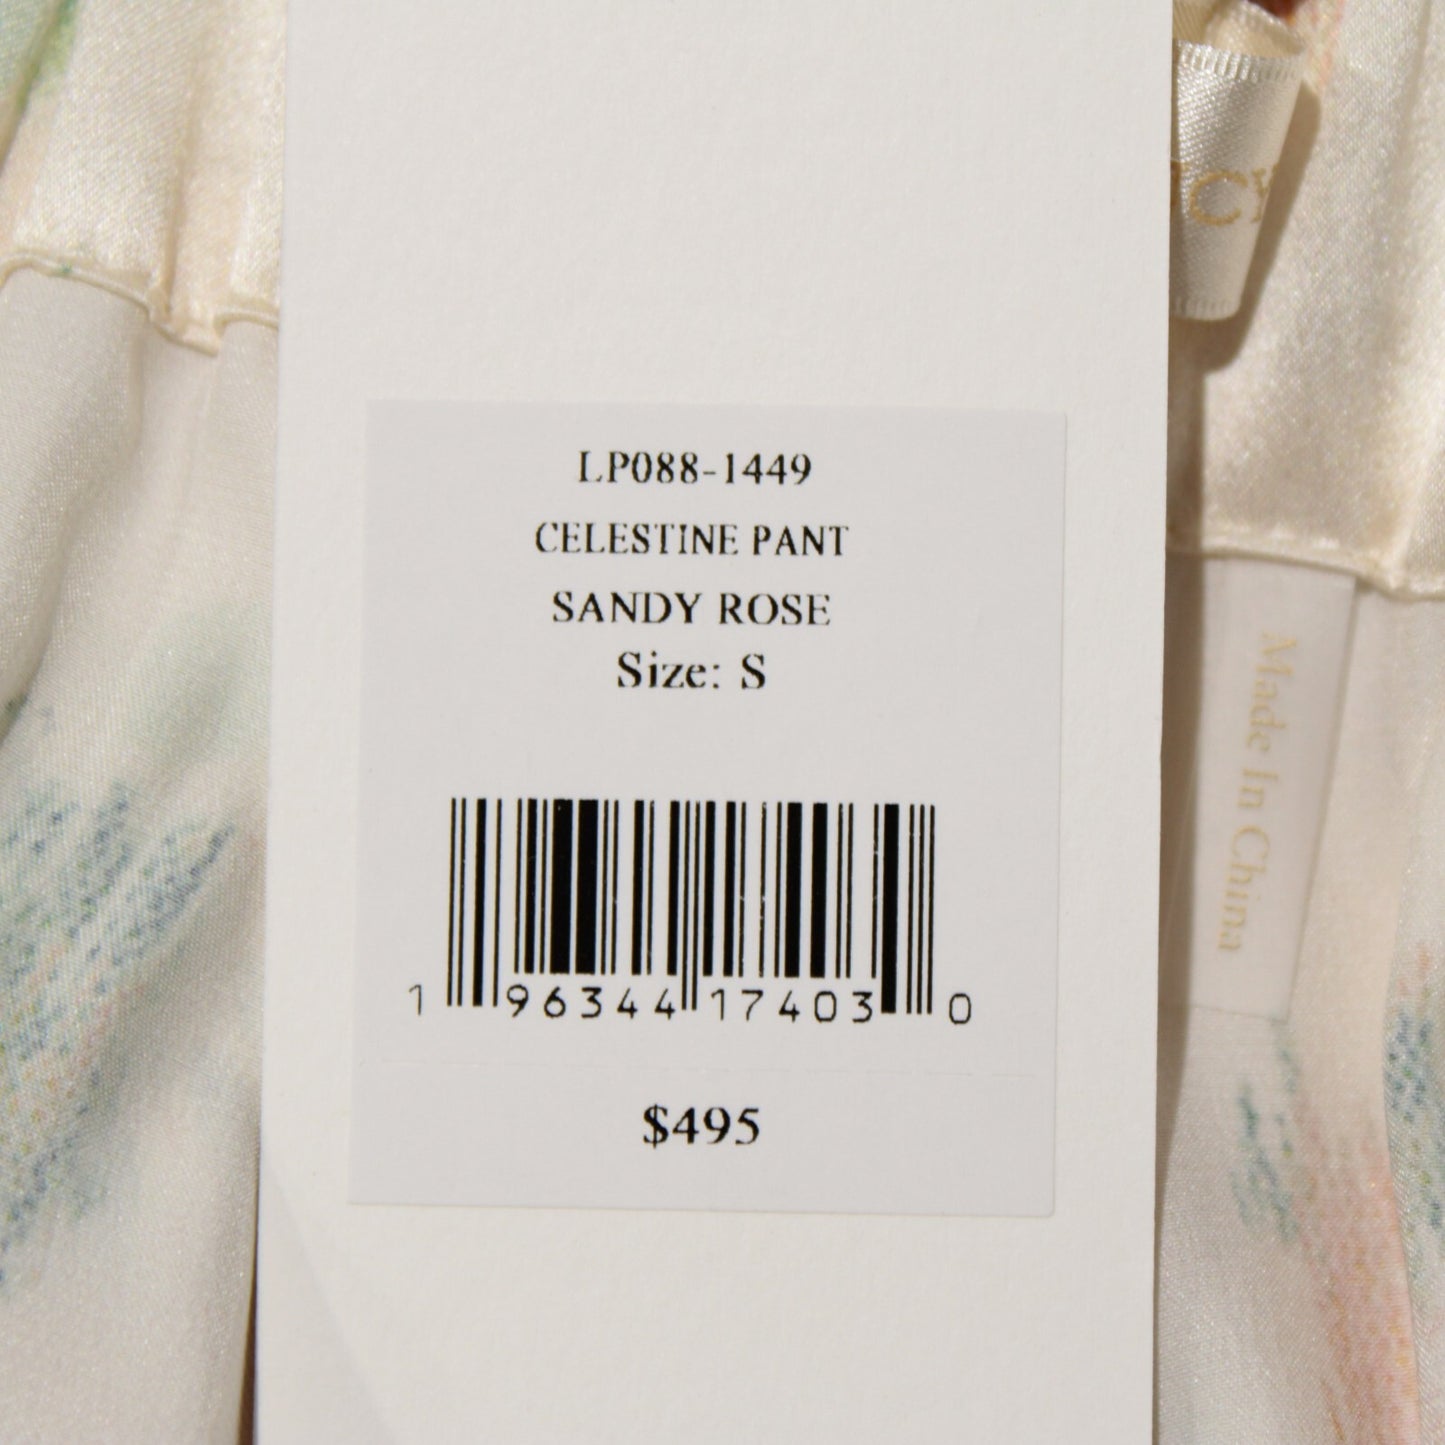 LP088-1449
CELESTINE PANT
SANDY ROSE
Size: S
1 96344 17403 0
$495
Made In China